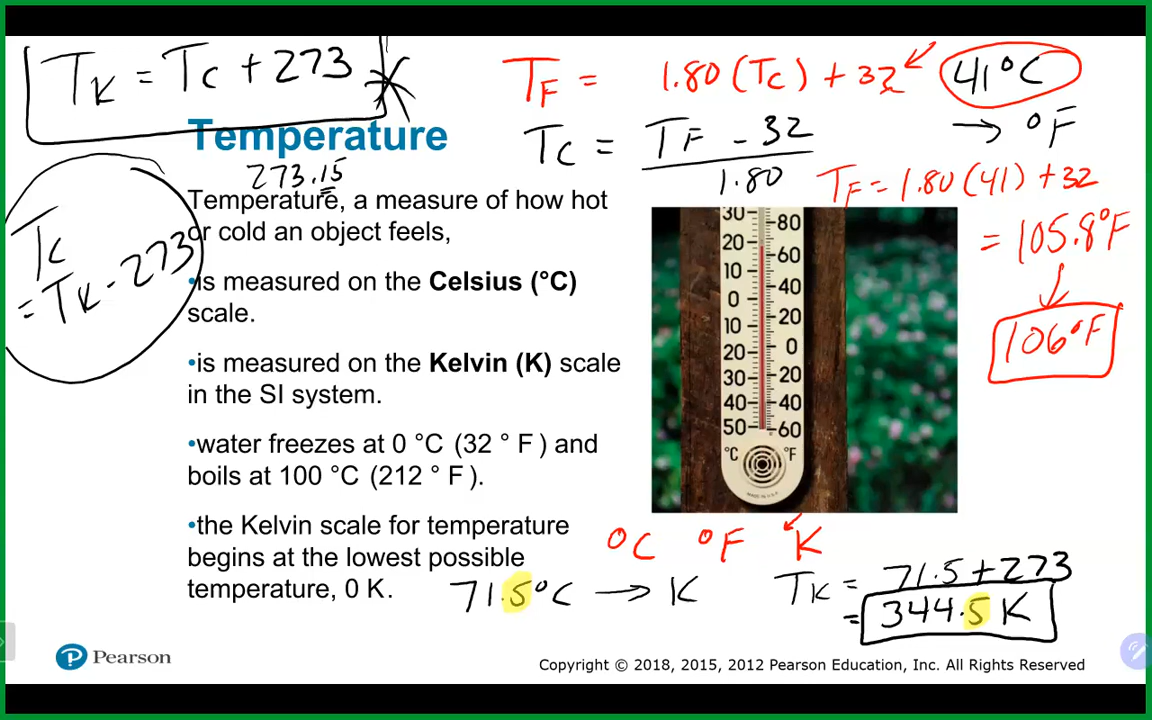 TK = TC + 273
TF = 1.80 (TC) + 32
41°C
→ °F
TC = TF - 32
1.80
Temperature
273.15
TF = 1.80 (41) + 32
= 105.8°F
106°F
TC
= TK - 273
Temperature, a measure of how hot
or cold an object feels,
•is measured on the Celsius (°C)
scale.
•is measured on the Kelvin (K) scale
in the SI system.
•water freezes at 0 °C (32 ° F ) and
boils at 100 °C (212 ° F ).
•the Kelvin scale for temperature
begins at the lowest possible
temperature, 0 K.
30 80
20 60
10 40
0 20
10 0
20 20
30 40
40 60
50
°C °F
MADE IN U.S.A.
°C °F K
71.5°C → K
TK = 71.5 + 273
= 344.5 K
P Pearson
Copyright © 2018, 2015, 2012 Pearson Education, Inc. All Rights Reserved